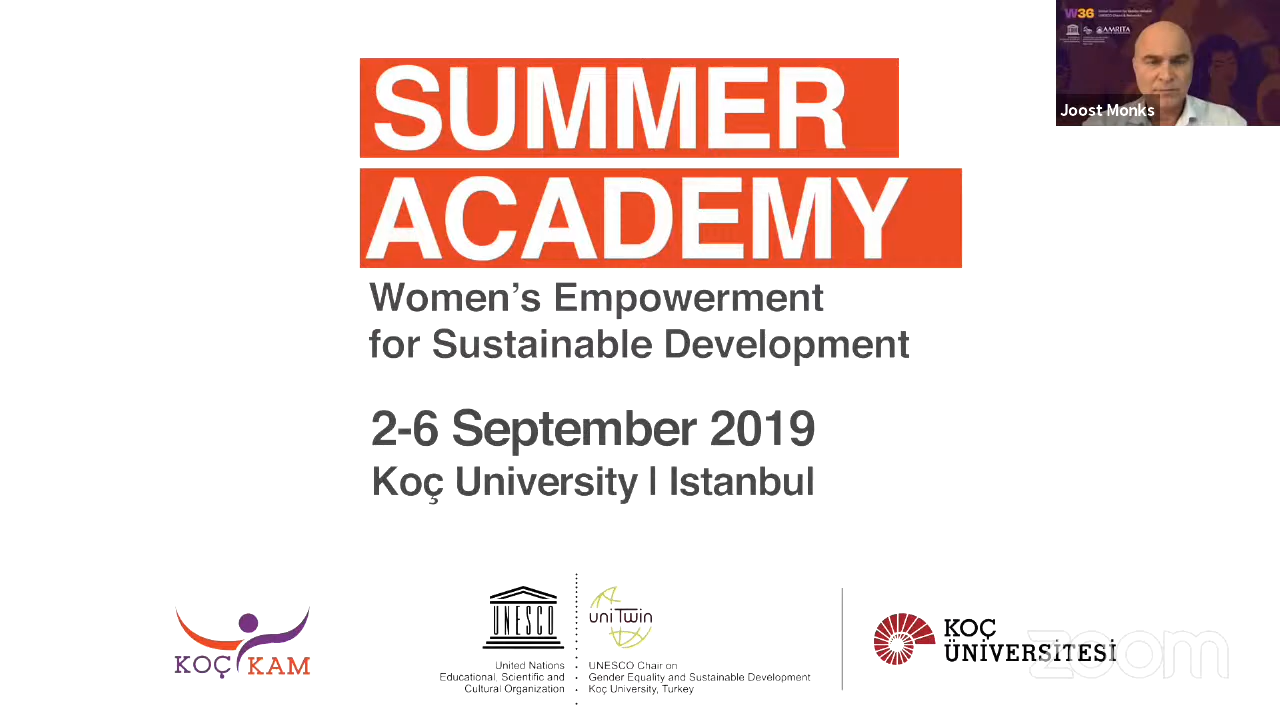 W36
AMRITA
Joost Monks
SUMMER
ACADEMY
Women's Empowerment
for Sustainable Development
2-6 September 2019
Koç University | Istanbul
KOÇ KAM
UNESCO
uniTwin
United Nations
Educational, Scientific and
Cultural Organization
UNESCO Chair on
Gender Equality and Sustainable Development
Koç University, Turkey
KOÇ
ÜNİVERSİTESİ
zoom